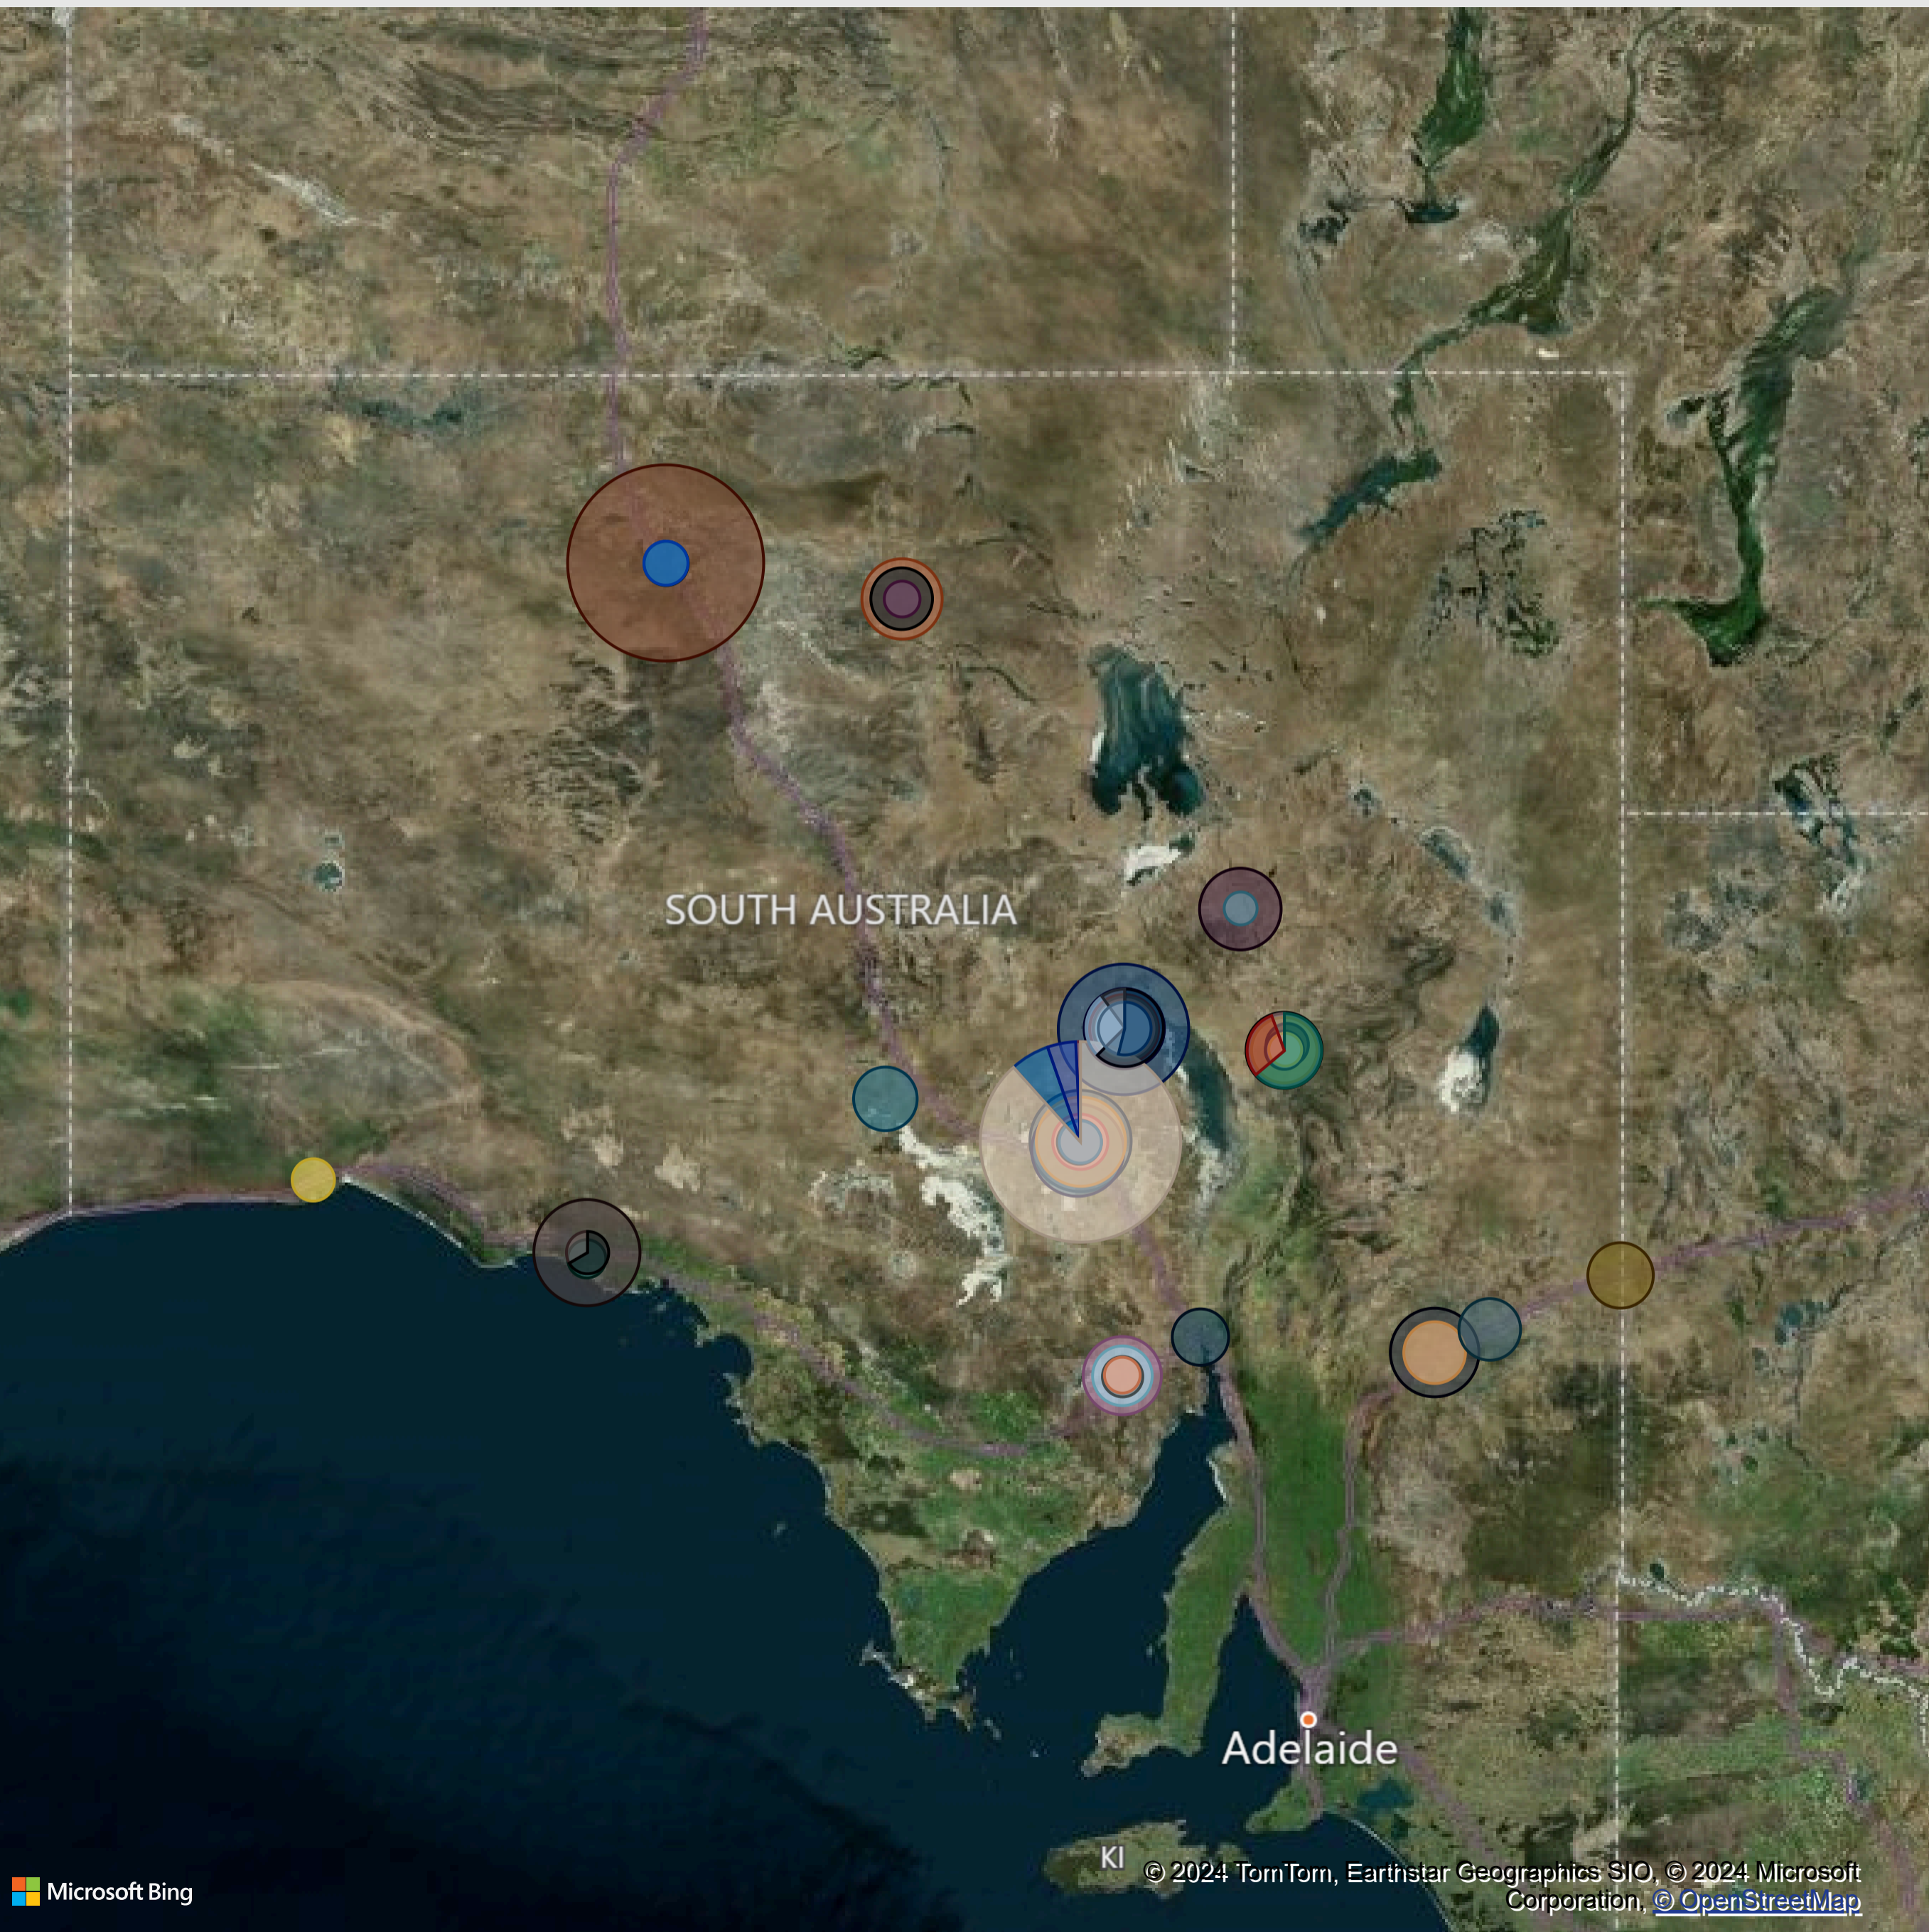 SOUTH AUSTRALIA
Adelaide
KI
© 2024 TomTom, Earthstar Geographics SIO, © 2024 Microsoft
Corporation, © OpenStreetMap
Microsoft Bing